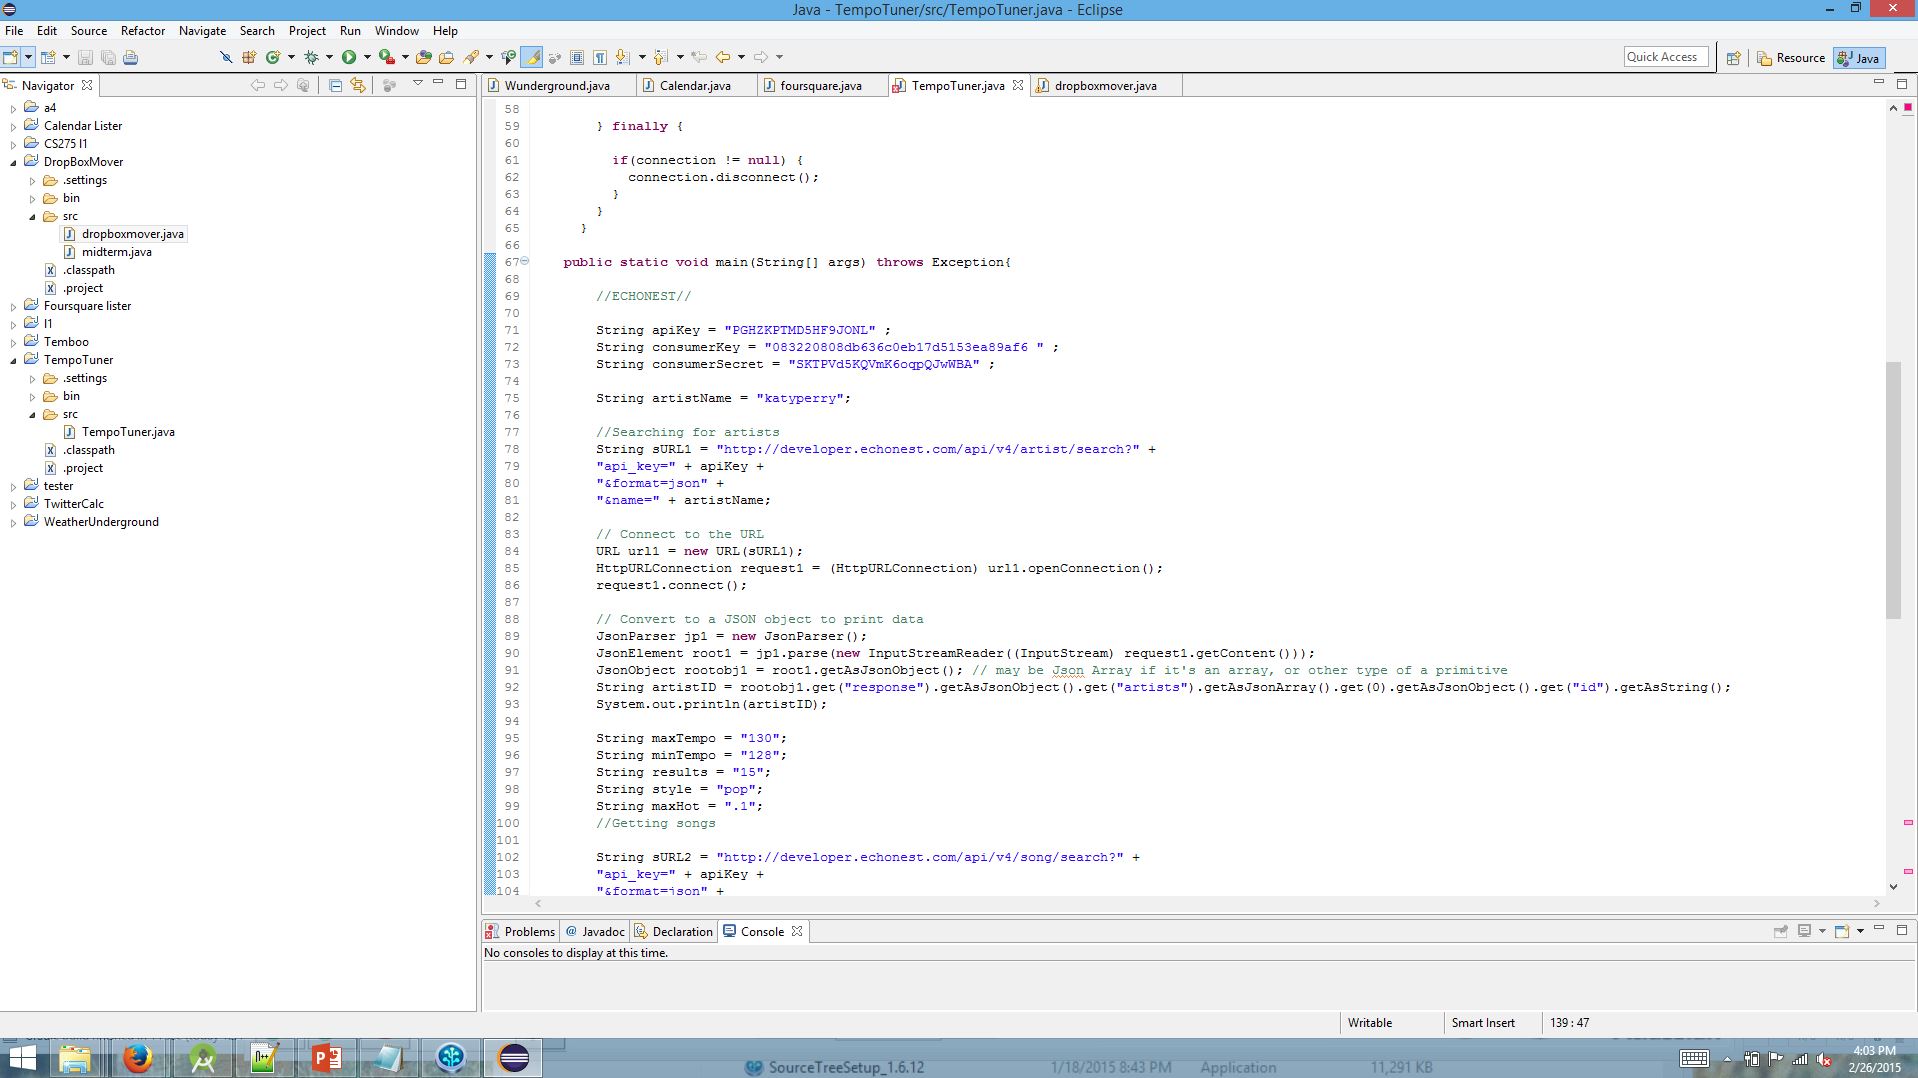 Java - TempoTuner/src/TempoTuner.java - Eclipse
File Edit Source Refactor Navigate Search Project Run Window Help
Quick Access Resource Java
Navigator
a4
Calendar Lister
CS275 l1
DropBoxMover
.settings
bin
src
dropboxmover.java
midterm.java
.classpath
.project
Foursquare lister
l1
Temboo
TempoTuner
.settings
bin
src
TempoTuner.java
.classpath
.project
tester
TwitterCalc
WeatherUnderground
Wunderground.java Calendar.java foursquare.java TempoTuner.java dropboxmover.java
58
59 } finally {
60
61 if(connection != null) {
62 connection.disconnect();
63 }
64 }
65 }
66
67 public static void main(String[] args) throws Exception{
68
69 //ECHONEST//
70
71 String apiKey = "PGHZKPTMD5HF9JONL" ;
72 String consumerKey = "083220808db636c0eb17d5153ea89af6 " ;
73 String consumerSecret = "SKTPVd5KQVmK6oqpQJwWBA" ;
74
75 String artistName = "katyperry";
76
77 //Searching for artists
78 String sURL1 = "http://developer.echonest.com/api/v4/artist/search?" +
79 "api_key=" + apiKey +
80 "&format=json" +
81 "&name=" + artistName;
82
83 // Connect to the URL
84 URL url1 = new URL(sURL1);
85 HttpURLConnection request1 = (HttpURLConnection) url1.openConnection();
86 request1.connect();
87
88 // Convert to a JSON object to print data
89 JsonParser jp1 = new JsonParser();
90 JsonElement root1 = jp1.parse(new InputStreamReader((InputStream) request1.getContent()));
91 JsonObject rootobj1 = root1.getAsJsonObject(); // may be Json Array if it's an array, or other type of a primitive
92 String artistID = rootobj1.get("response").getAsJsonObject().get("artists").getAsJsonArray().get(0).getAsJsonObject().get("id").getAsString();
93 System.out.println(artistID);
94
95 String maxTempo = "130";
96 String minTempo = "128";
97 String results = "15";
98 String style = "pop";
99 String maxHot = ".1";
100 //Getting songs
101
102 String sURL2 = "http://developer.echonest.com/api/v4/song/search?" +
103 "api_key=" + apiKey +
104 "&format=json" +
Problems Javadoc Declaration Console
No consoles to display at this time.
Writable Smart Insert 139 : 47
SourceTreeSetup_1.6.12 1/18/2015 8:43 PM Application 11,291 KB
4:03 PM
2/26/2015